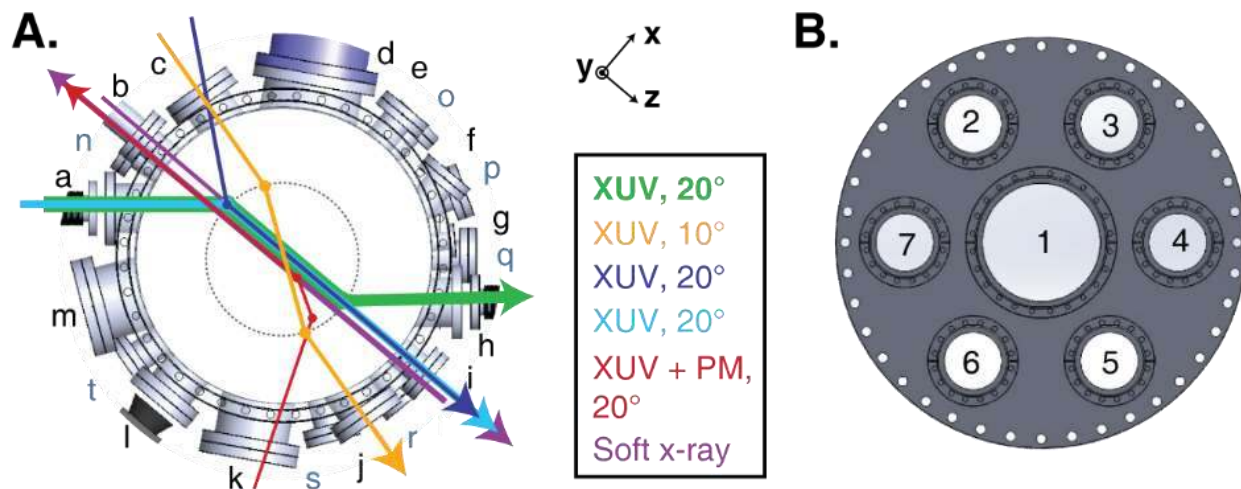 A.
B.
a
b
c
d
e
o
f
p
g
q
h
i
r
j
s
k
l
t
m
n
x
y
z
XUV, 20°
XUV, 10°
XUV, 20°
XUV, 20°
XUV + PM,
20°
Soft x-ray
1
2
3
4
5
6
7